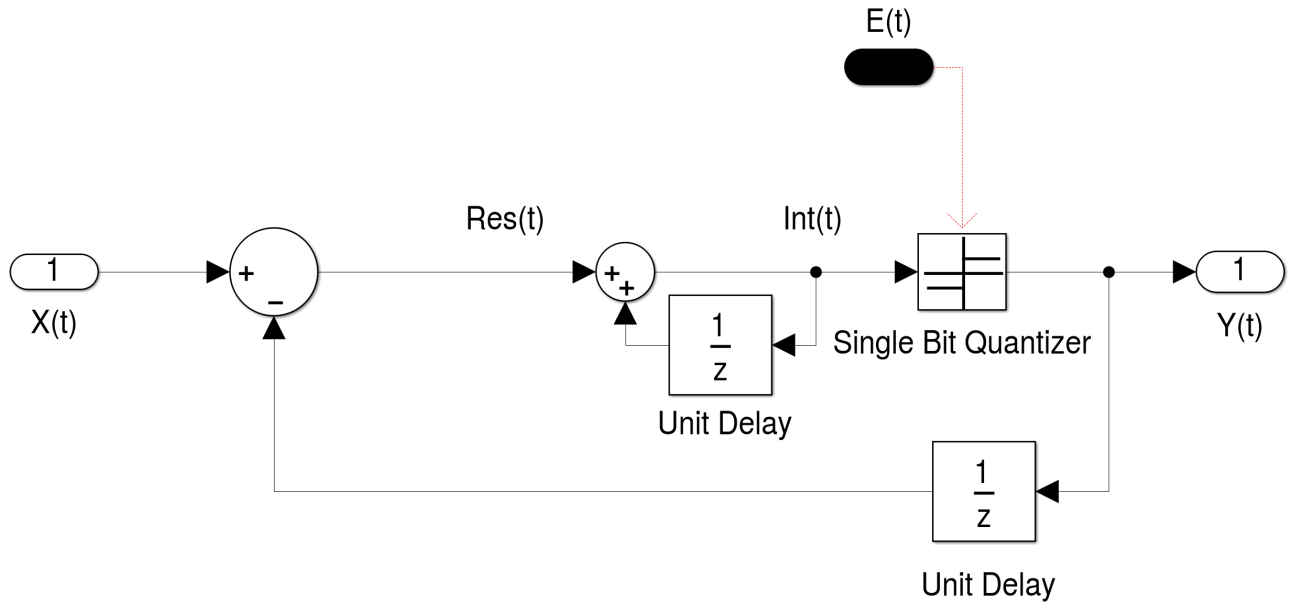 E(t)
Res(t)
Int(t)
1
+
−
+
+
1
X(t)
1
z
Single Bit Quantizer
Y(t)
Unit Delay
1
z
Unit Delay